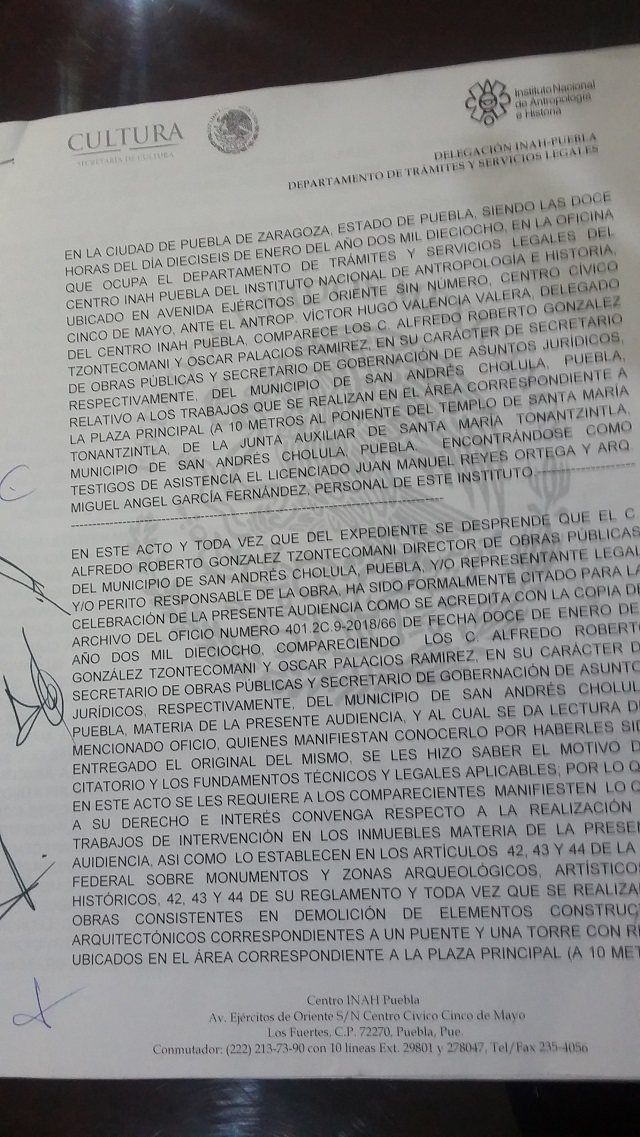 CULTURA
SECRETARÍA DE CULTURA
Instituto Nacional
de Antropología
e Historia
DELEGACIÓN INAH-PUEBLA
DEPARTAMENTO DE TRÁMITES Y SERVICIOS LEGALES
EN LA CIUDAD DE PUEBLA DE ZARAGOZA, ESTADO DE PUEBLA, SIENDO LAS DOCE
HORAS DEL DÍA DIECISEIS DE ENERO DEL AÑO DOS MIL DIECIOCHO, EN LA OFICINA
QUE OCUPA EL DEPARTAMENTO DE TRÁMITES Y SERVICIOS LEGALES DEL
CENTRO INAH PUEBLA DEL INSTITUTO NACIONAL DE ANTROPOLOGÍA E HISTORIA,
UBICADO EN AVENIDA EJÉRCITOS DE ORIENTE SIN NÚMERO, CENTRO CÍVICO
CINCO DE MAYO, ANTE EL ANTROP. VÍCTOR HUGO VALENCIA VALERA, DELEGADO
DEL CENTRO INAH PUEBLA, COMPARECE LOS C. ALFREDO ROBERTO GONZALEZ
TZONTECOMANI Y OSCAR PALACIOS RAMIREZ, EN SU CARÁCTER DE SECRETARIO
DE OBRAS PÚBLICAS Y SECRETARIO DE GOBERNACIÓN DE ASUNTOS JURÍDICOS,
RESPECTIVAMENTE, DEL MUNICIPIO DE SAN ANDRÉS CHOLULA, PUEBLA,
RELATIVO A LOS TRABAJOS QUE SE REALIZAN EN EL ÁREA CORRESPONDIENTE A
LA PLAZA PRINCIPAL (A 10 METROS AL PONIENTE DEL TEMPLO DE SANTA MARÍA
TONANTZINTLA, DE LA JUNTA AUXILIAR DE SANTA MARÍA TONANTZINTLA,
MUNICIPIO DE SAN ANDRÉS CHOLULA, PUEBLA, ENCONTRÁNDOSE COMO
TESTIGOS DE ASISTENCIA EL LICENCIADO JUAN MANUEL REYES ORTEGA Y ARQ.
MIGUEL ANGEL GARCÍA FERNÁNDEZ, PERSONAL DE ESTE INSTITUTO.
EN ESTE ACTO Y TODA VEZ QUE DEL EXPEDIENTE SE DESPRENDE QUE EL C.
ALFREDO ROBERTO GONZALEZ TZONTECOMANI DIRECTOR DE OBRAS PÚBLICAS
DEL MUNICIPIO DE SAN ANDRÉS CHOLULA, PUEBLA, Y/O REPRESENTANTE LEGAL
Y/O PERITO RESPONSABLE DE LA OBRA, HA SIDO FORMALMENTE CITADO PARA LA
CELEBRACIÓN DE LA PRESENTE AUDIENCIA COMO SE ACREDITA CON LA COPIA DE
ARCHIVO DEL OFICIO NUMERO 401.2C.9-2018/66 DE FECHA DOCE DE ENERO DE
AÑO DOS MIL DIECIOCHO, COMPARECIENDO LOS C. ALFREDO ROBERTO
GONZÁLEZ TZONTECOMANI Y OSCAR PALACIOS RAMIREZ, EN SU CARÁCTER D
SECRETARIO DE OBRAS PÚBLICAS Y SECRETARIO DE GOBERNACIÓN DE ASUNTO
JURÍDICOS, RESPECTIVAMENTE, DEL MUNICIPIO DE SAN ANDRÉS CHOLUL
PUEBLA, MATERIA DE LA PRESENTE AUDIENCIA, Y AL CUAL SE DA LECTURA D
MENCIONADO OFICIO, QUIENES MANIFIESTAN CONOCERLO POR HABERLES SID
ENTREGADO EL ORIGINAL DEL MISMO, SE LES HIZO SABER EL MOTIVO D
CITATORIO Y LOS FUNDAMENTOS TÉCNICOS Y LEGALES APLICABLES; POR LO Q
EN ESTE ACTO SE LES REQUIERE A LOS COMPARECIENTES MANIFIESTEN LO Q
A SU DERECHO E INTERÉS CONVENGA RESPECTO A LA REALIZACIÓN
TRABAJOS DE INTERVENCIÓN EN LOS INMUEBLES MATERIA DE LA PRESE
AUIDIENCIA, ASI COMO LO ESTABLECEN EN LOS ARTÍCULOS 42, 43 Y 44 DE LA
FEDERAL SOBRE MONUMENTOS Y ZONAS ARQUEOLÓGICOS, ARTÍSTICO
HISTÓRICOS, 42, 43 Y 44 DE SU REGLAMENTO Y TODA VEZ QUE SE REALIZA
OBRAS CONSISTENTES EN DEMOLICIÓN DE ELEMENTOS CONSTRUCT
ARQUITECTÓNICOS CORRESPONDIENTES A UN PUENTE Y UNA TORRE CON RE
UBICADOS EN EL ÁREA CORRESPONDIENTE A LA PLAZA PRINCIPAL (A 10 MET
Centro INAH Puebla
Av. Ejércitos de Oriente S/N Centro Cívico Cinco de Mayo
Los Fuertes, C.P. 72270, Puebla, Pue.
Conmutador: (222) 213-73-90 con 10 líneas Ext. 29801 y 278047, Tel/Fax 235-4056